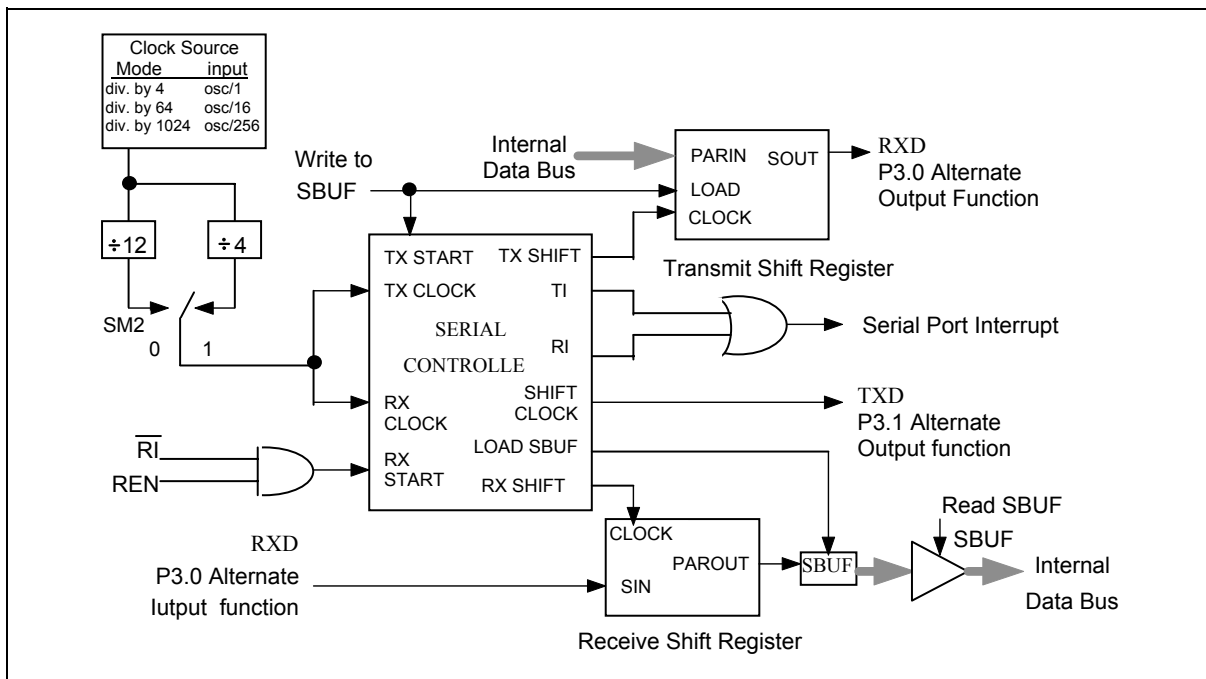 Clock Source
Mode input
div. by 4 osc/1
div. by 64 osc/16
div. by 1024 osc/256
÷12
÷4
SM2
0 1
Write to
SBUF
Internal
Data Bus
PARIN SOUT
LOAD
CLOCK
RXD
P3.0 Alternate
Output Function
Transmit Shift Register
TX START TX SHIFT
TX CLOCK TI
SERIAL
RI
CONTROLLE
SHIFT
CLOCK
RX
CLOCK
LOAD SBUF
RX
START
RX SHIFT
Serial Port Interrupt
TXD
P3.1 Alternate
Output function
R̅I̅
REN
RXD
P3.0 Alternate
Iutput function
CLOCK
PAROUT
SIN
Receive Shift Register
SBUF
Read SBUF
SBUF
Internal
Data Bus